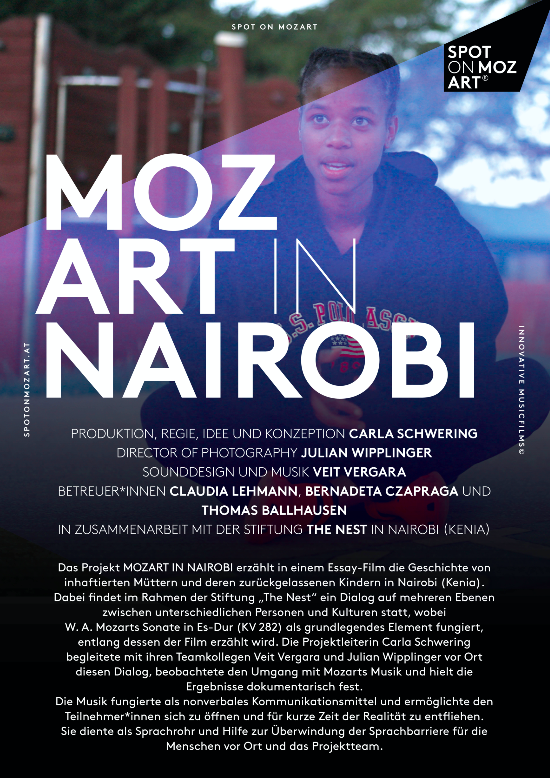 SPOT ON MOZART
SPOT
ON MOZ
ART®
MOZ
ART IN
NAIROBI
U.S. POLO ASSN
SPOTONMOZART.AT
INNOVATIVE MUSICFILMS©
PRODUKTION, REGIE, IDEE UND KONZEPTION CARLA SCHWERING
DIRECTOR OF PHOTOGRAPHY JULIAN WIPPLINGER
SOUNDDESIGN UND MUSIK VEIT VERGARA
BETREUER*INNEN CLAUDIA LEHMANN, BERNADETA CZAPRAGA UND
THOMAS BALLHAUSEN
IN ZUSAMMENARBEIT MIT DER STIFTUNG THE NEST IN NAIROBI (KENIA)
Das Projekt MOZART IN NAIROBI erzählt in einem Essay-Film die Geschichte von
inhaftierten Müttern und deren zurückgelassenen Kindern in Nairobi (Kenia).
Dabei findet im Rahmen der Stiftung „The Nest“ ein Dialog auf mehreren Ebenen
zwischen unterschiedlichen Personen und Kulturen statt, wobei
W. A. Mozarts Sonate in Es-Dur (KV 282) als grundlegendes Element fungiert,
entlang dessen der Film erzählt wird. Die Projektleiterin Carla Schwering
begleitete mit ihren Teamkollegen Veit Vergara und Julian Wipplinger vor Ort
diesen Dialog, beobachtete den Umgang mit Mozarts Musik und hielt die
Ergebnisse dokumentarisch fest.
Die Musik fungierte als nonverbales Kommunikationsmittel und ermöglichte den
Teilnehmer*innen sich zu öffnen und für kurze Zeit der Realität zu entfliehen.
Sie diente als Sprachrohr und Hilfe zur Überwindung der Sprachbarriere für die
Menschen vor Ort und das Projektteam.